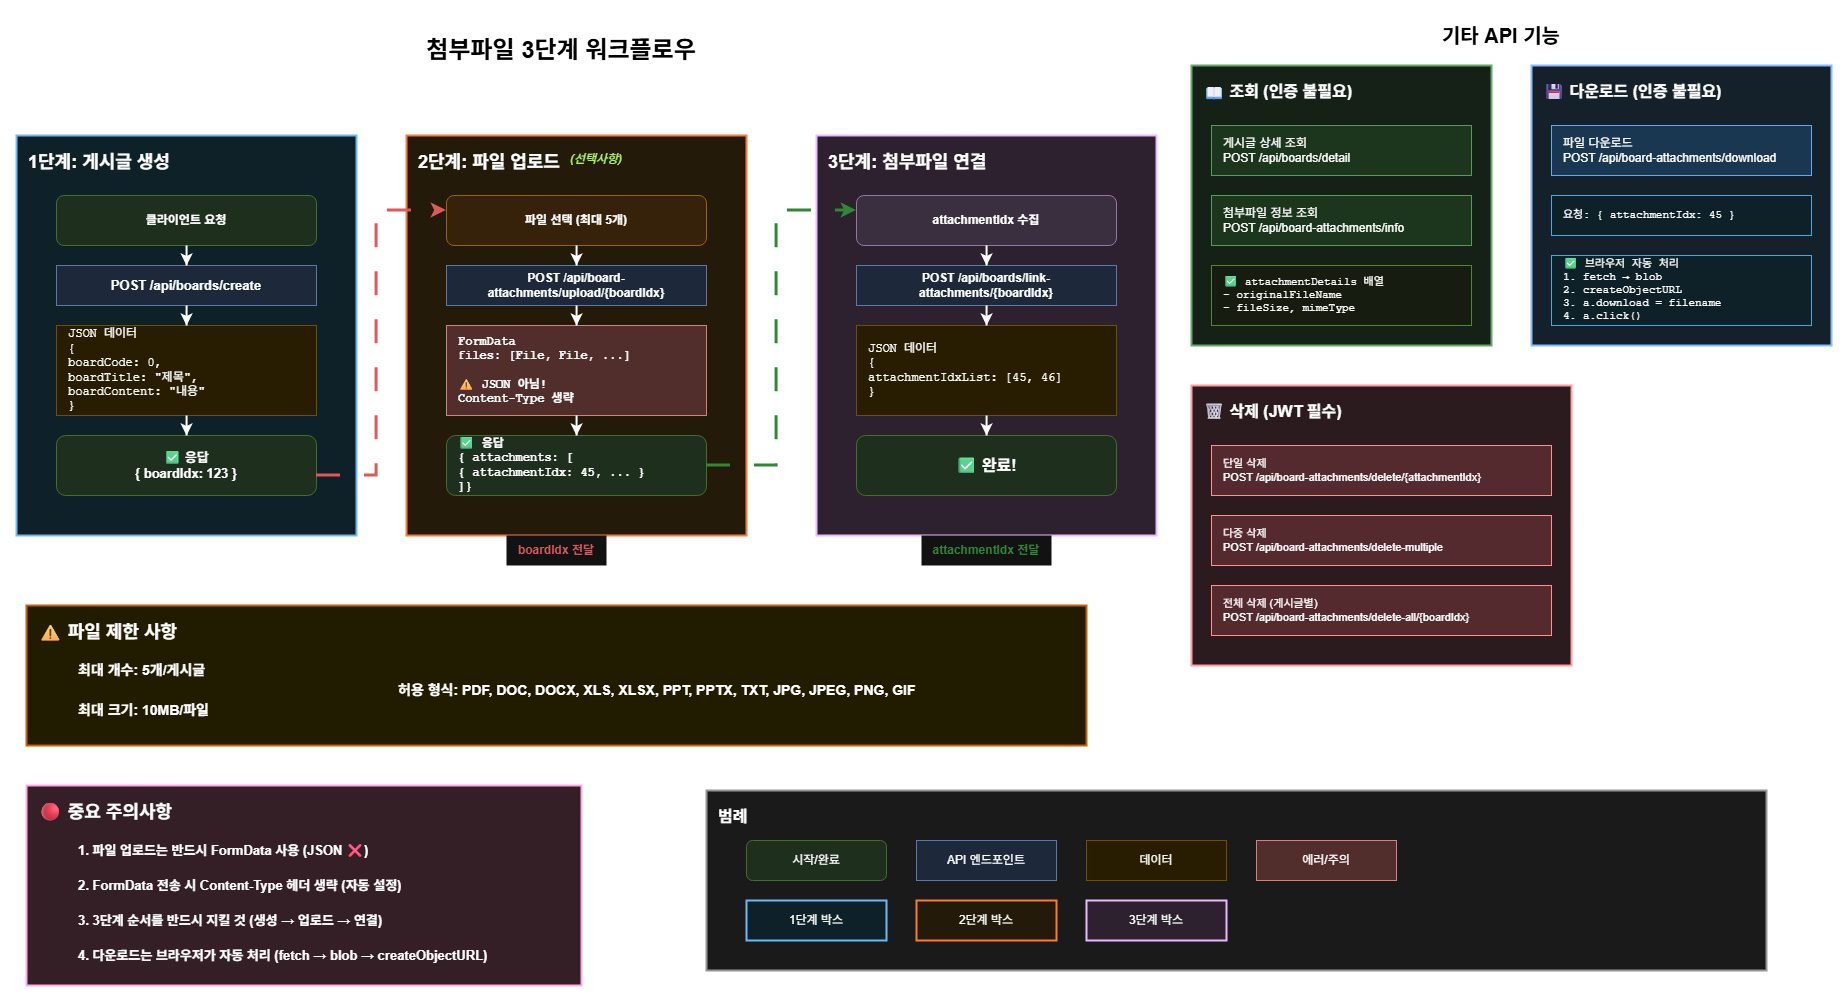 첨부파일 3단계 워크플로우
1단계: 게시글 생성
클라이언트 요청
POST /api/boards/create
JSON 데이터
{
boardCode: 0,
boardTitle: "제목",
boardContent: "내용"
}
✅ 응답
{ boardIdx: 123 }
2단계: 파일 업로드 (선택사항)
파일 선택 (최대 5개)
POST /api/board-
attachments/upload/{boardIdx}
FormData
files: [File, File, ...]
⚠️ JSON 아님!
Content-Type 생략
✅ 응답
{ attachments: [
{ attachmentIdx: 45, ... }
]}
boardIdx 전달
3단계: 첨부파일 연결
attachmentIdx 수집
POST /api/boards/link-
attachments/{boardIdx}
JSON 데이터
{
attachmentIdxList: [45, 46]
}
✅ 완료!
attachmentIdx 전달
기타 API 기능
📖 조회 (인증 불필요)
게시글 상세 조회
POST /api/boards/detail
첨부파일 정보 조회
POST /api/board-attachments/info
✅ attachmentDetails 배열
- originalFileName
- fileSize, mimeType
💾 다운로드 (인증 불필요)
파일 다운로드
POST /api/board-attachments/download
요청: { attachmentIdx: 45 }
✅ 브라우저 자동 처리
1. fetch → blob
2. createObjectURL
3. a.download = filename
4. a.click()
🗑️ 삭제 (JWT 필수)
단일 삭제
POST /api/board-attachments/delete/{attachmentIdx}
다중 삭제
POST /api/board-attachments/delete-multiple
전체 삭제 (게시글별)
POST /api/board-attachments/delete-all/{boardIdx}
⚠️ 파일 제한 사항
최대 개수: 5개/게시글
최대 크기: 10MB/파일
허용 형식: PDF, DOC, DOCX, XLS, XLSX, PPT, PPTX, TXT, JPG, JPEG, PNG, GIF
🔴 중요 주의사항
1. 파일 업로드는 반드시 FormData 사용 (JSON ❌)
2. FormData 전송 시 Content-Type 헤더 생략 (자동 설정)
3. 3단계 순서를 반드시 지킬 것 (생성 → 업로드 → 연결)
4. 다운로드는 브라우저가 자동 처리 (fetch → blob → createObjectURL)
범례
시작/완료
API 엔드포인트
데이터
에러/주의
1단계 박스
2단계 박스
3단계 박스